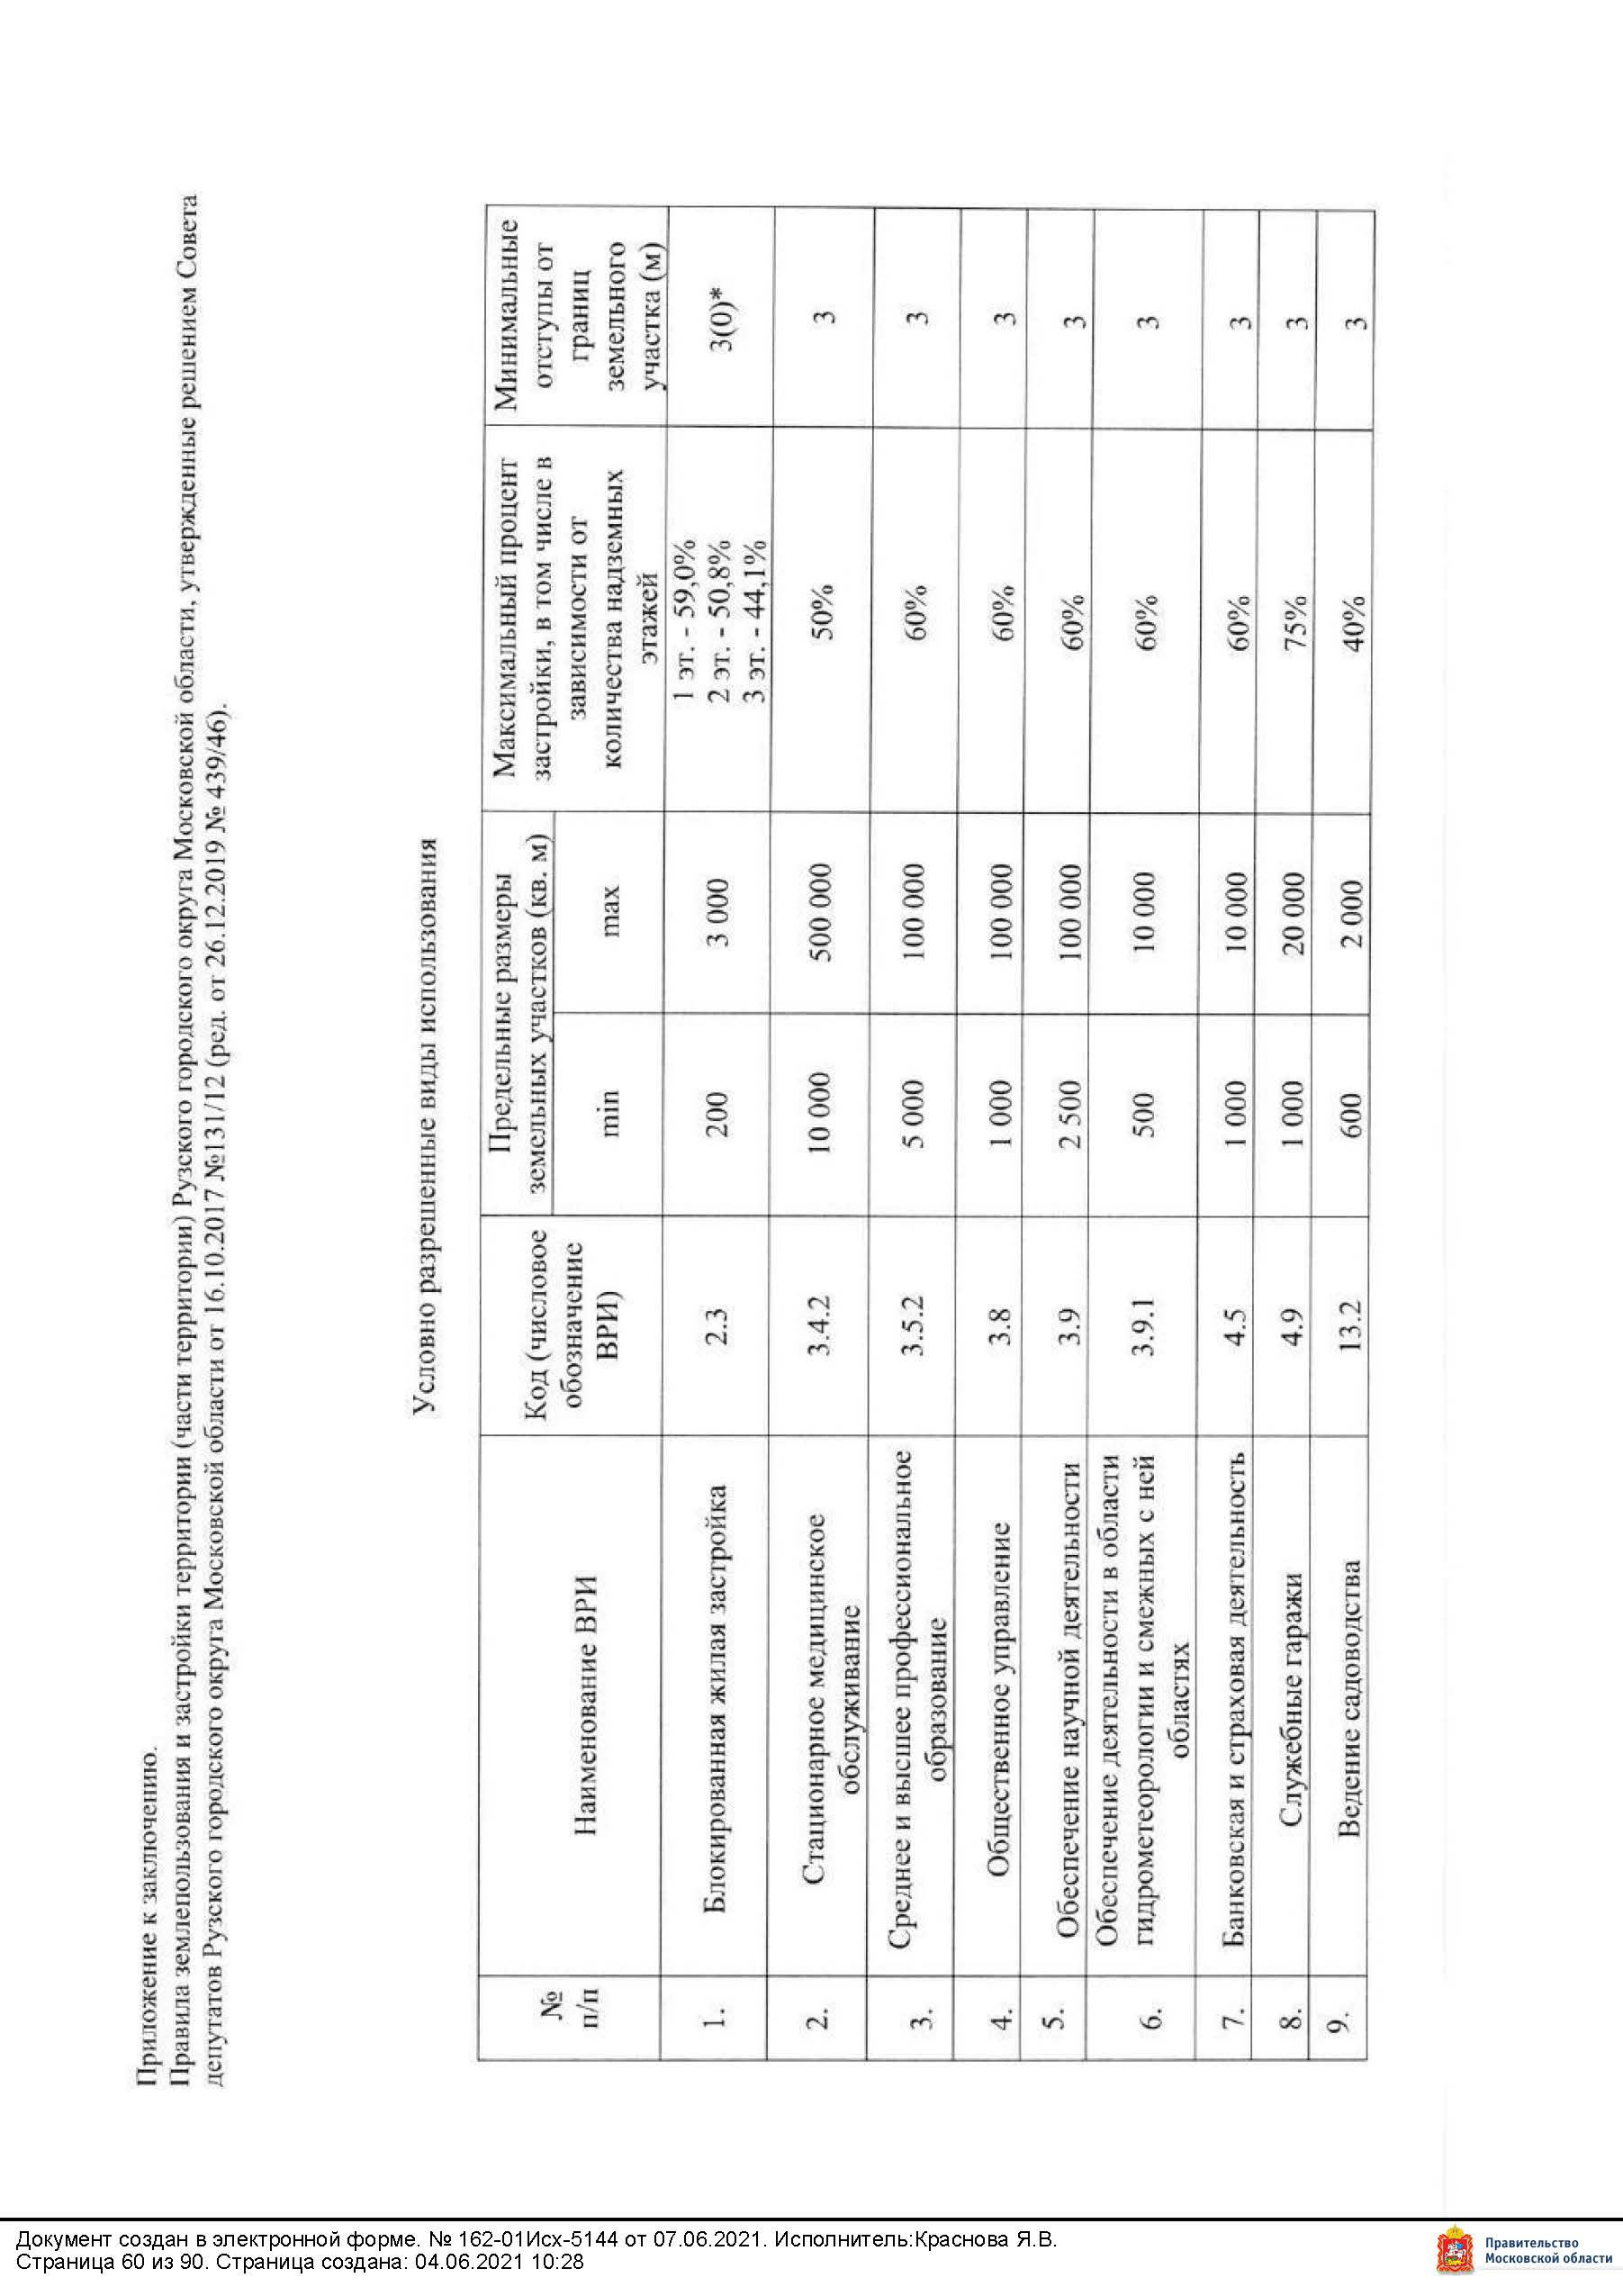 Приложение к заключению.
Правила землепользования и застройки территории (части территории) Рузского городского округа Московской области, утвержденные решением Совета
депутатов Рузского городского округа Московской области от 16.10.2017 №131/12 (ред. от 26.12.2019 № 439/46).
Условно разрешенные виды использования
№
п/п
Наименование ВРИ
Код (числовое
обозначение
ВРИ)
Предельные размеры
земельных участков (кв. м)
min
max
Максимальный процент
застройки, в том числе в
зависимости от
количества надземных
этажей
Минимальные
отступы от
границ
земельного
участка (м)
1.
Блокированная жилая застройка
2.3
200
3 000
1 эт. - 59,0%
2 эт. - 50,8%
3 эт. - 44,1%
3(0)*
2.
Стационарное медицинское
обслуживание
3.4.2
10 000
500 000
50%
3
3.
Среднее и высшее профессиональное
образование
3.5.2
5 000
100 000
60%
3
4.
Общественное управление
3.8
1 000
100 000
60%
3
5.
Обеспечение научной деятельности
3.9
2 500
100 000
60%
3
6.
Обеспечение деятельности в области
гидрометеорологии и смежных с ней
областях
3.9.1
500
10 000
60%
3
7.
Банковская и страховая деятельность
4.5
1 000
10 000
60%
3
8.
Служебные гаражи
4.9
1 000
20 000
75%
3
9.
Ведение садоводства
13.2
600
2 000
40%
3
Документ создан в электронной форме. № 162-01Исх-5144 от 07.06.2021. Исполнитель:Краснова Я.В.
Страница 60 из 90. Страница создана: 04.06.2021 10:28
Правительство
Московской области